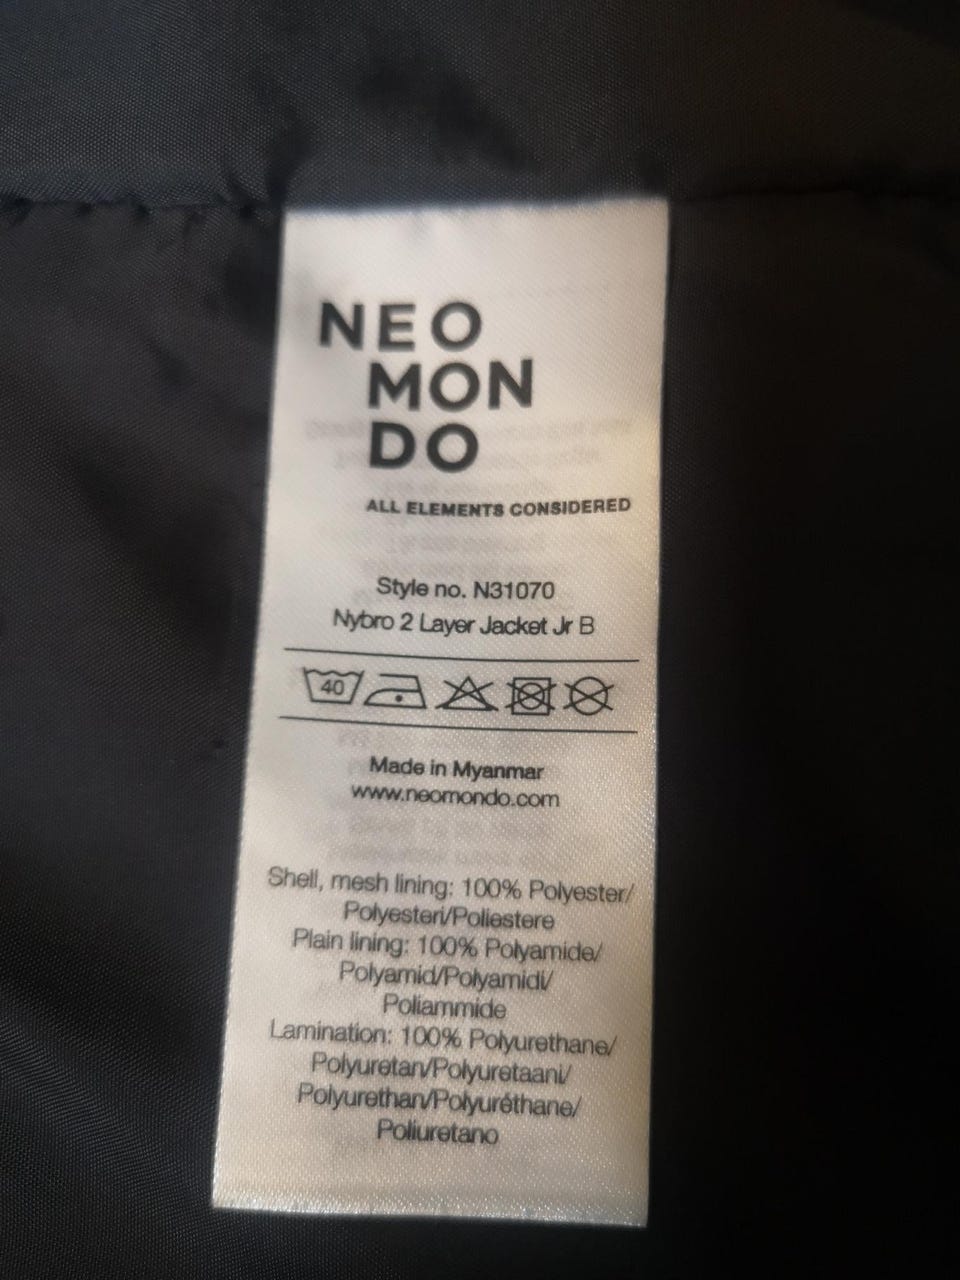 NEO
MON
DO
ALL ELEMENTS CONSIDERED
Style no. N31070
Nybro 2 Layer Jacket Jr B
40
Made in Myanmar
www.neomondo.com
Shell, mesh lining: 100% Polyester/
Polyesteri/Poliestere
Plain lining: 100% Polyamide/
Polyamid/Polyamidi/
Poliammide
Lamination: 100% Polyurethane/
Polyuretan/Polyuretaani/
Polyurethan/Polyuréthane/
Poliuretano